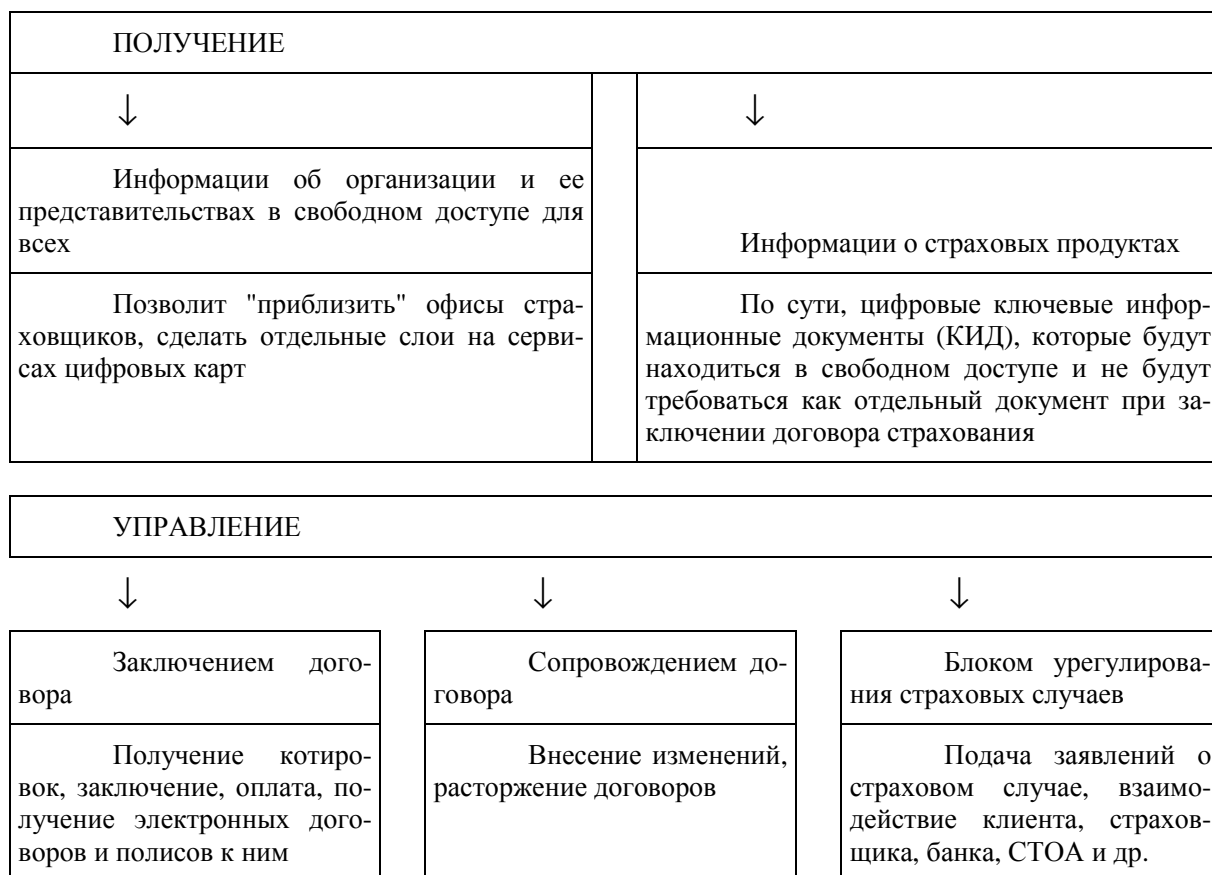 ПОЛУЧЕНИЕ
↓
↓
Информации об организации и ее
представительствах в свободном доступе для
всех
Информации о страховых продуктах
Позволит "приблизить" офисы стра-
ховщиков, сделать отдельные слои на серви-
сах цифровых карт
По сути, цифровые ключевые инфор-
мационные документы (КИД), которые будут
находиться в свободном доступе и не будут
требоваться как отдельный документ при за-
ключении договора страхования
УПРАВЛЕНИЕ
↓
↓
↓
Заключением дого-
вора
Сопровождением до-
говора
Блоком урегулирова-
ния страховых случаев
Получение котиро-
вок, заключение, оплата, по-
лучение электронных дого-
воров и полисов к ним
Внесение изменений,
расторжение договоров
Подача заявлений о
страховом случае, взаимо-
действие клиента, страхов-
щика, банка, СТОА и др.